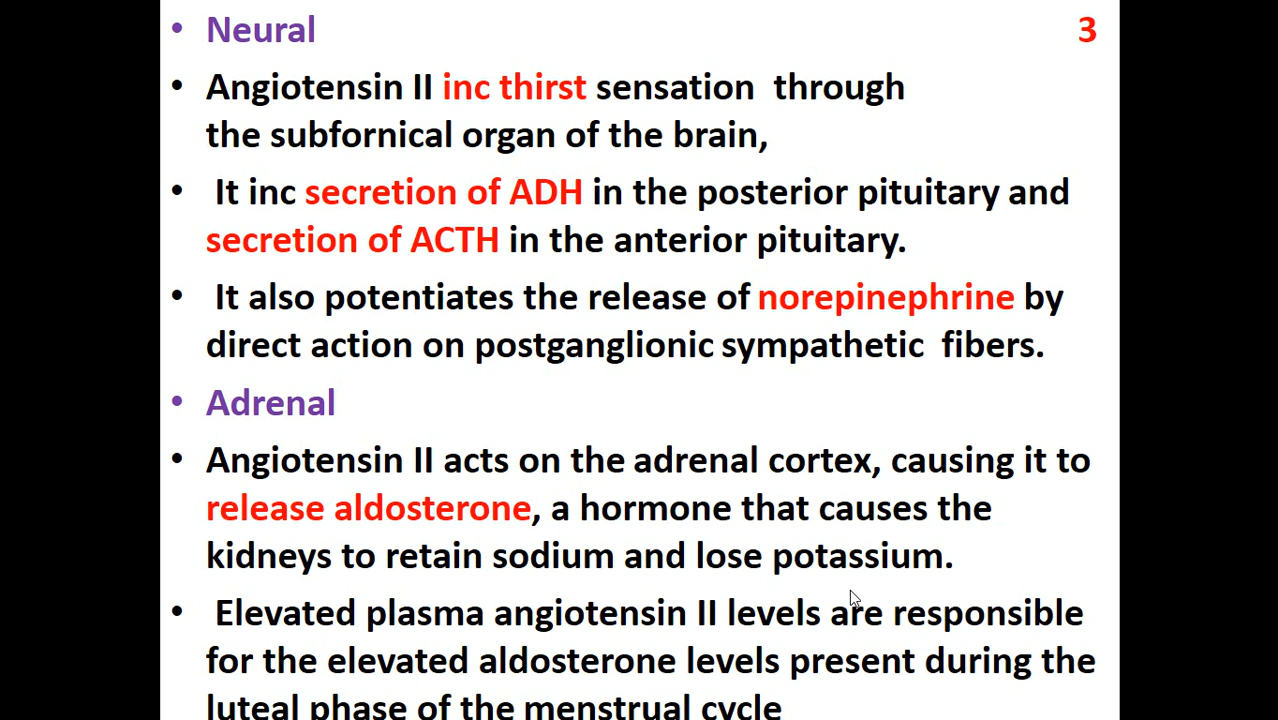 • Neural 3
• Angiotensin II inc thirst sensation through
the subfornical organ of the brain,
• It inc secretion of ADH in the posterior pituitary and
secretion of ACTH in the anterior pituitary.
• It also potentiates the release of norepinephrine by
direct action on postganglionic sympathetic fibers.
• Adrenal
• Angiotensin II acts on the adrenal cortex, causing it to
release aldosterone, a hormone that causes the
kidneys to retain sodium and lose potassium.
• Elevated plasma angiotensin II levels are responsible
for the elevated aldosterone levels present during the
luteal phase of the menstrual cycle